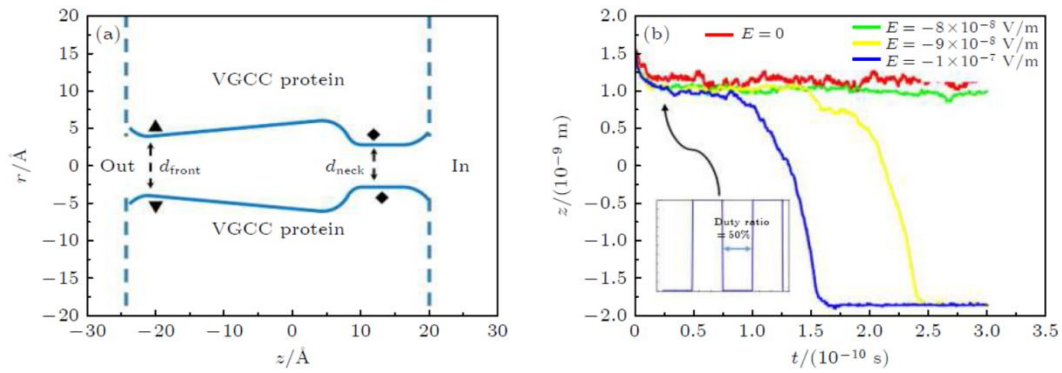 (a)
VGCC protein
Out
d_front
d_neck
In
VGCC protein
r/Å
20
15
10
5
0
−5
−10
−15
−20
−30
−20
−10
0
10
20
30
z/Å
(b)
E = 0
E = −8×10⁻⁸ V/m
E = −9×10⁻⁸ V/m
E = −1×10⁻⁷ V/m
Duty ratio
= 50%
z/(10⁻⁹ m)
2.0
1.5
1.0
0.5
0
−0.5
−1.0
−1.5
−2.0
0
0.5
1.0
1.5
2.0
2.5
3.0
3.5
t/(10⁻¹⁰ s)